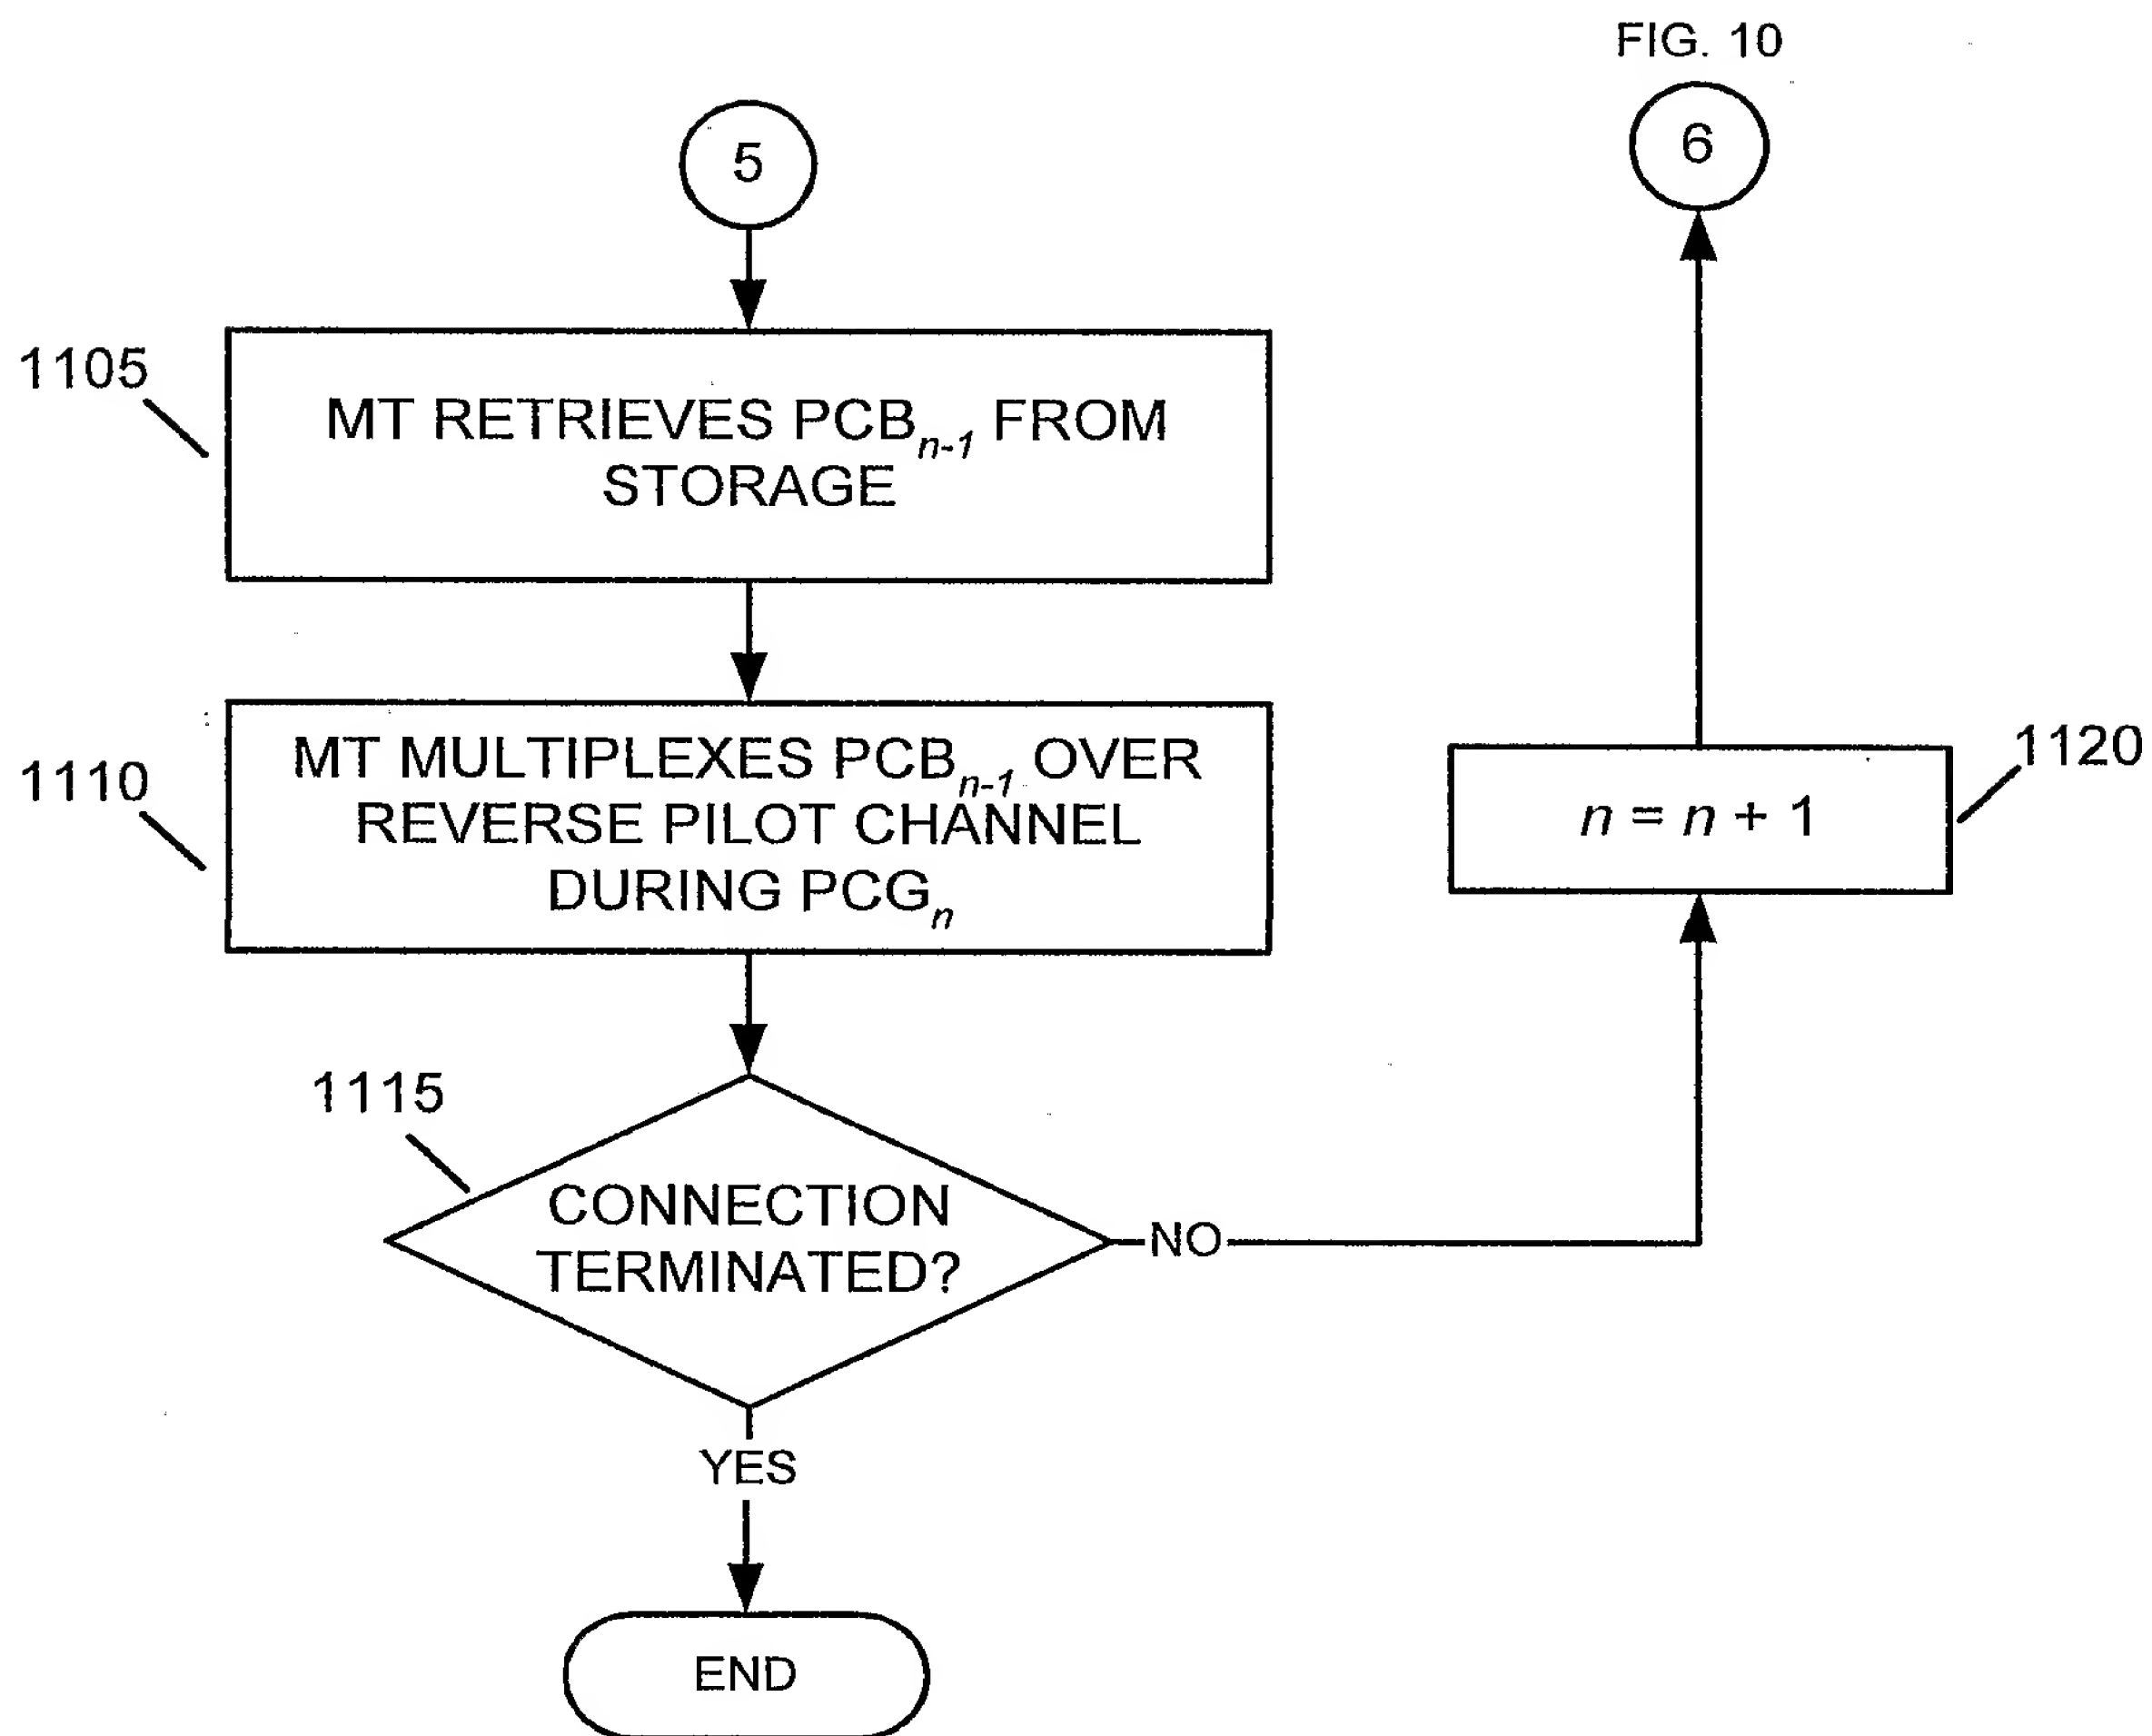 FIG. 10
5
6
1105
MT RETRIEVES PCBn-1 FROM
STORAGE
1110
MT MULTIPLEXES PCBn-1 OVER
REVERSE PILOT CHANNEL
DURING PCGn
1120
n = n + 1
1115
CONNECTION
TERMINATED?
NO
YES
END